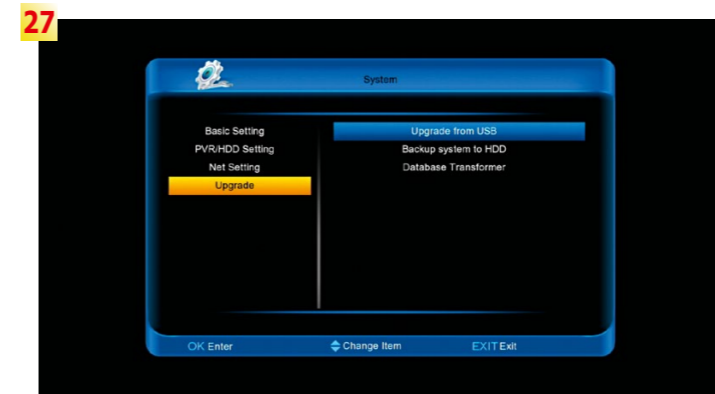 27
System
Basic Setting
Upgrade from USB
PVR/HDD Setting
Backup system to HDD
Net Setting
Database Transformer
Upgrade
OK Enter
Change Item
EXIT Exit